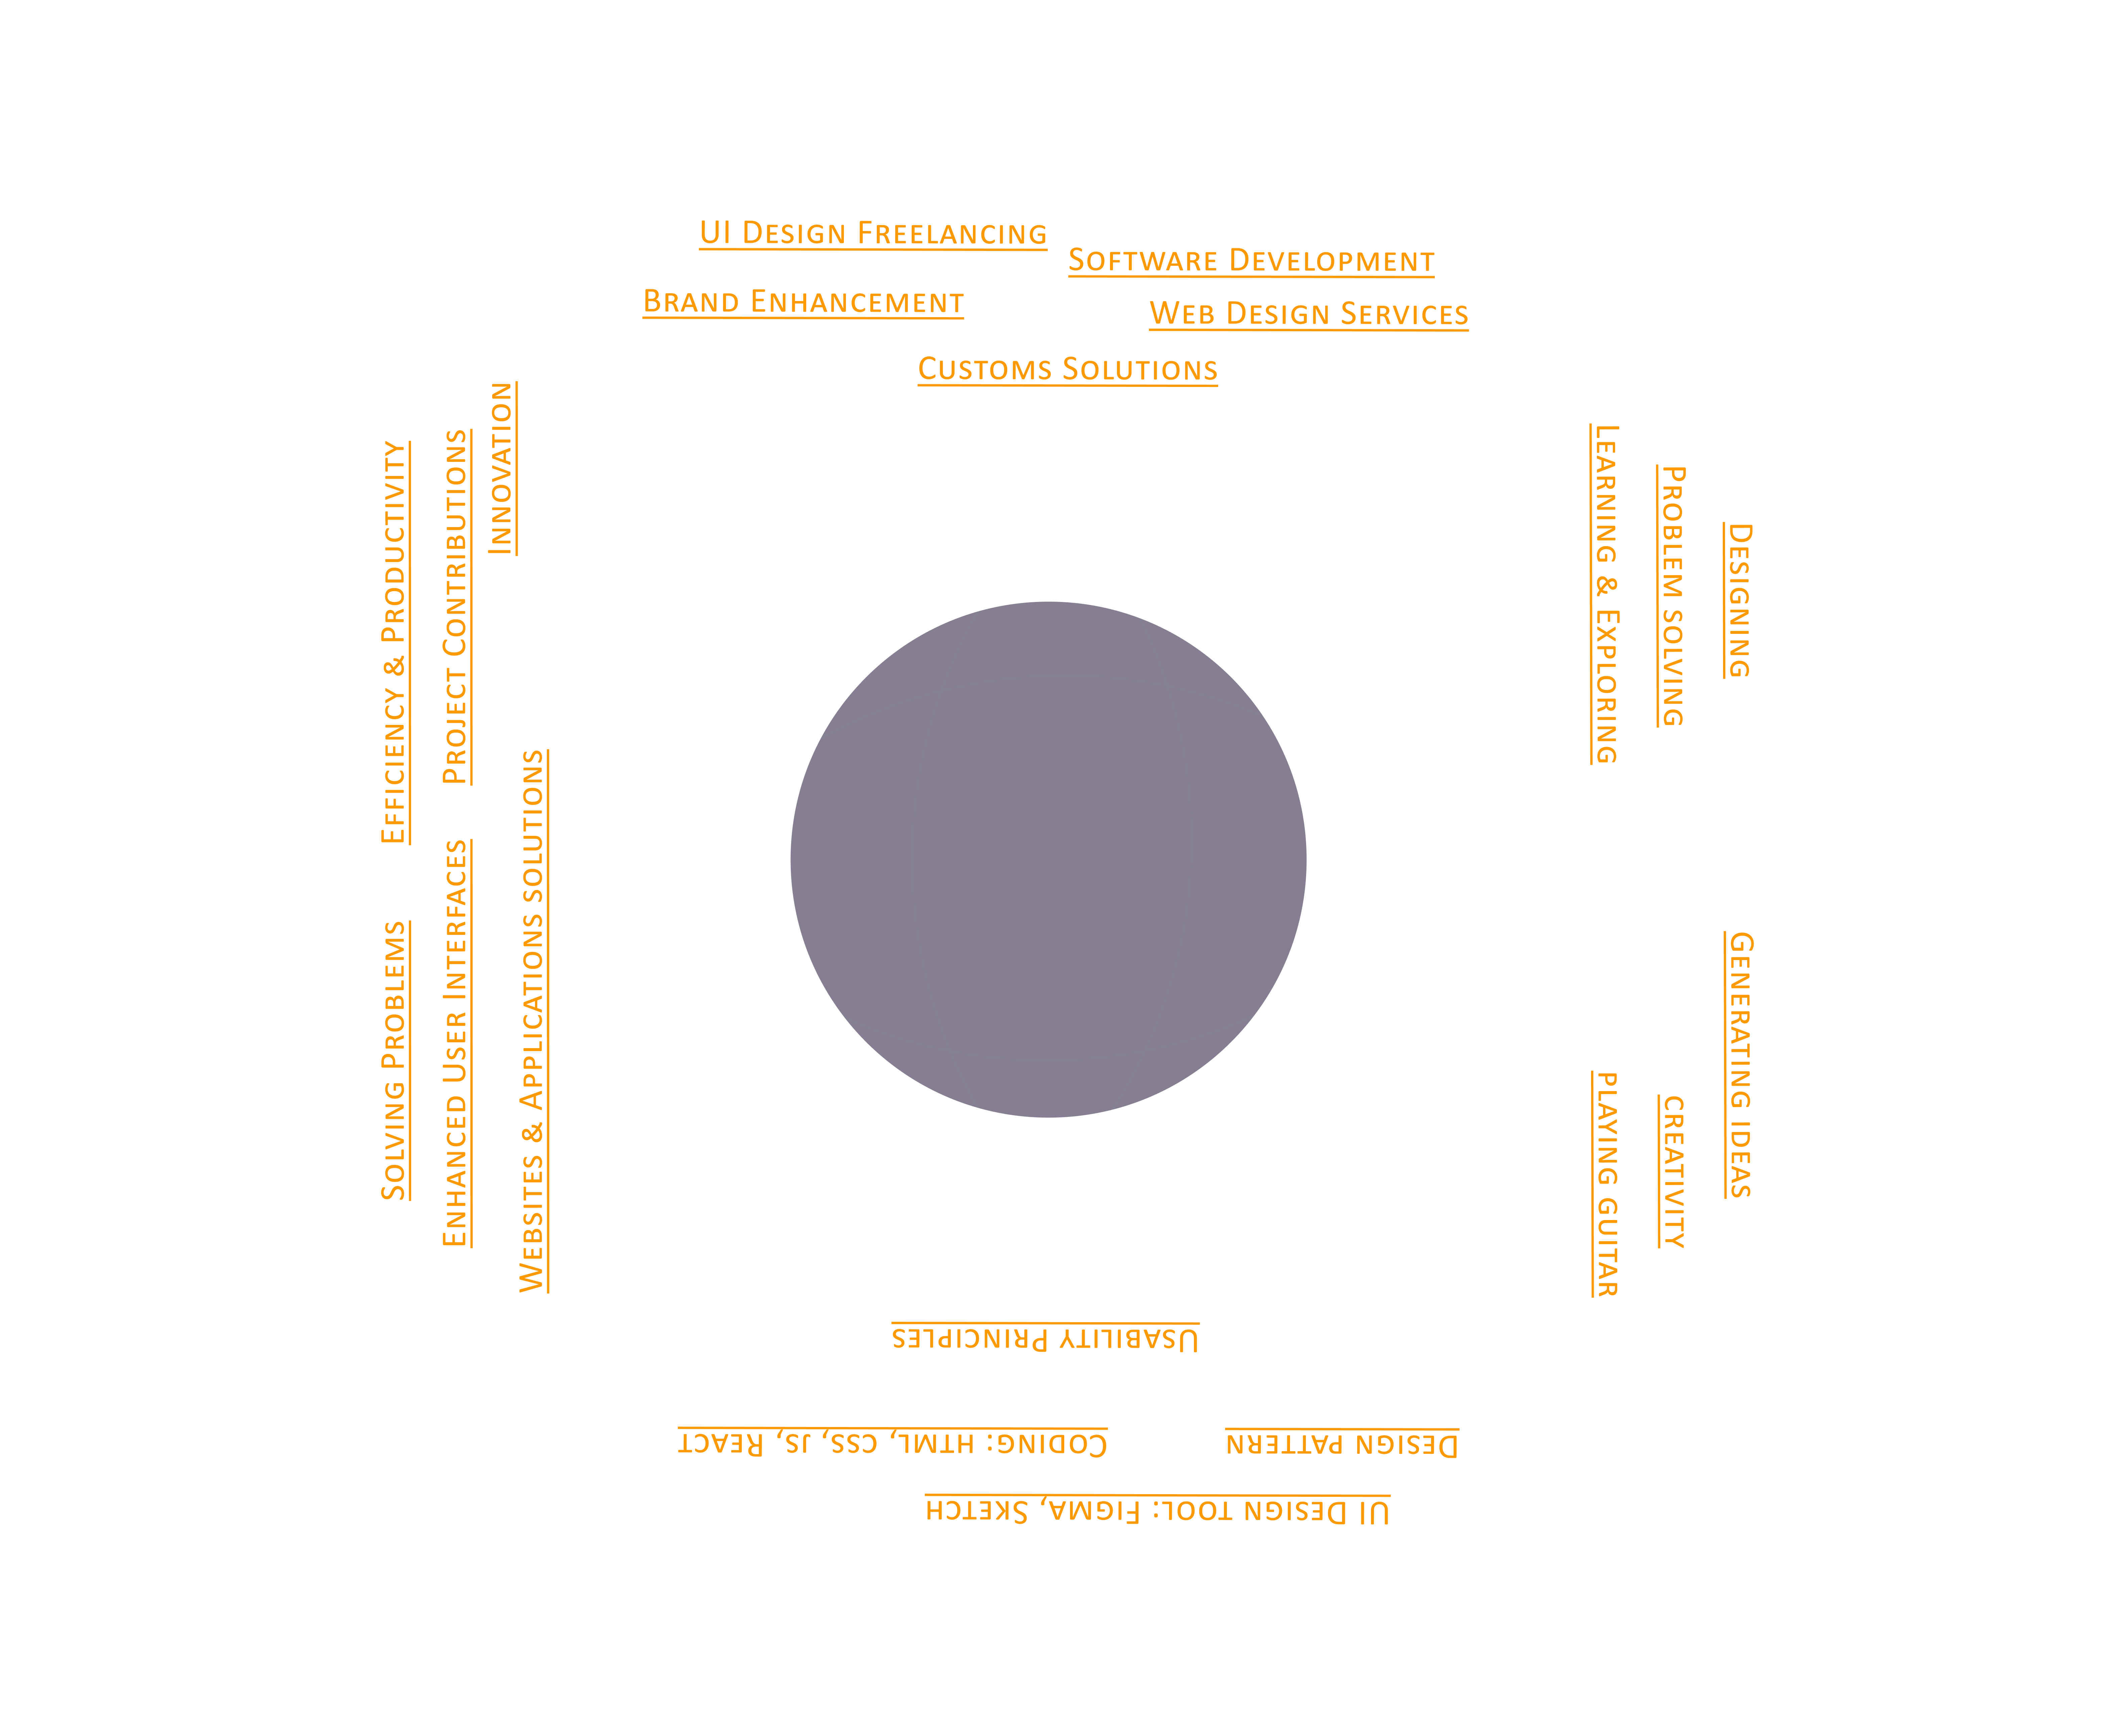 UI Design Freelancing
Software Development
Brand Enhancement
Web Design Services
Customs Solutions
Learning & Exploring
Problem solving
Designing
Generating ideas
creativity
playing guitar
Usability Principles
Coding: html, css, js, React
Design pattern
UI Design tool: figma, Sketch
Innovation
Project Contributions
Efficiency & Productivity
Websites & Applications solutions
Enhanced User Interfaces
Solving Problems